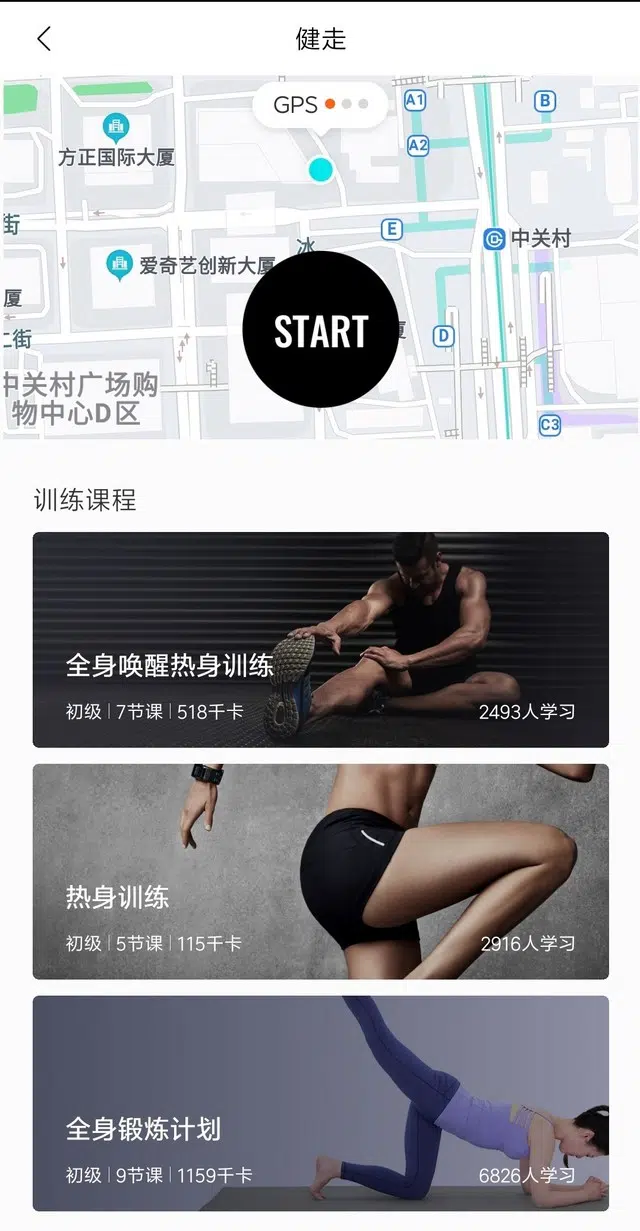 健走
GPS
A1
B
方正国际大厦
A2
街
E
中关村
冰
爱奇艺创新大厦
厦
START
厦
二街
D
中关村广场购
物中心D区
C3
训练课程
全身唤醒热身训练
初级 | 7节课 | 518千卡
2493人学习
热身训练
初级 | 5节课 | 115千卡
2916人学习
全身锻炼计划
初级 | 9节课 | 1159千卡
6826人学习